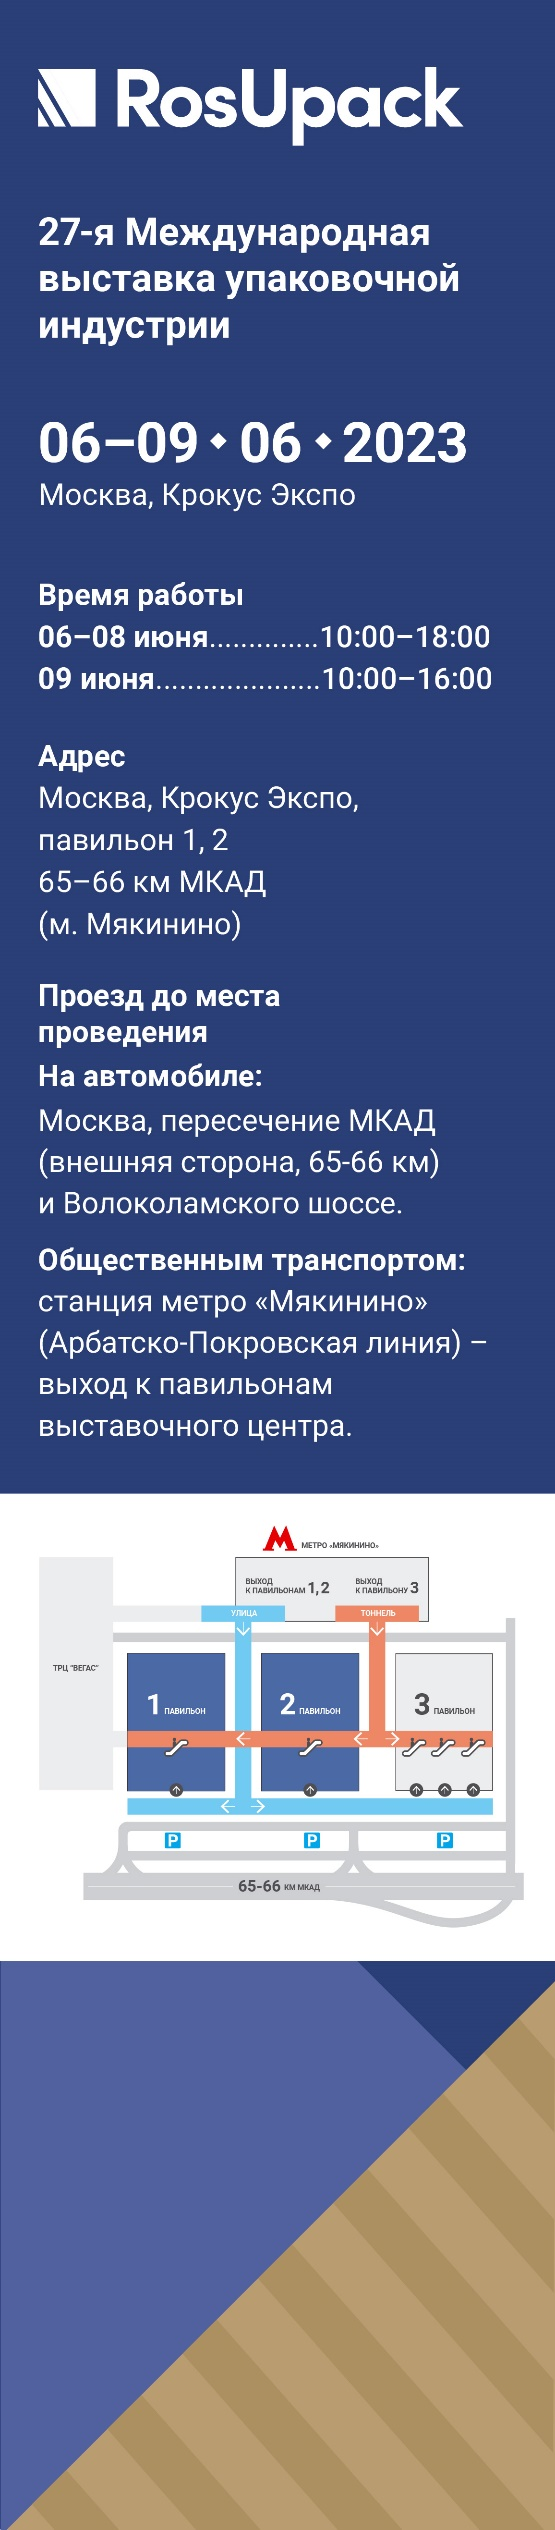 RosUpack
27-я Международная
выставка упаковочной
индустрии
06–09 • 06 • 2023
Москва, Крокус Экспо
Время работы
06–08 июня..............10:00–18:00
09 июня.....................10:00–16:00
Адрес
Москва, Крокус Экспо,
павильон 1, 2
65–66 км МКАД
(м. Мякинино)
Проезд до места
проведения
На автомобиле:
Москва, пересечение МКАД
(внешняя сторона, 65-66 км)
и Волоколамского шоссе.
Общественным транспортом:
станция метро «Мякинино»
(Арбатско-Покровская линия) –
выход к павильонам
выставочного центра.
М МЕТРО «МЯКИНИНО»
ВЫХОД
К ПАВИЛЬОНАМ 1, 2
ВЫХОД
К ПАВИЛЬОНУ 3
УЛИЦА
ТОННЕЛЬ
ТРЦ "ВЕГАС"
1 ПАВИЛЬОН
2 ПАВИЛЬОН
3 ПАВИЛЬОН
P
P
P
65-66 КМ МКАД